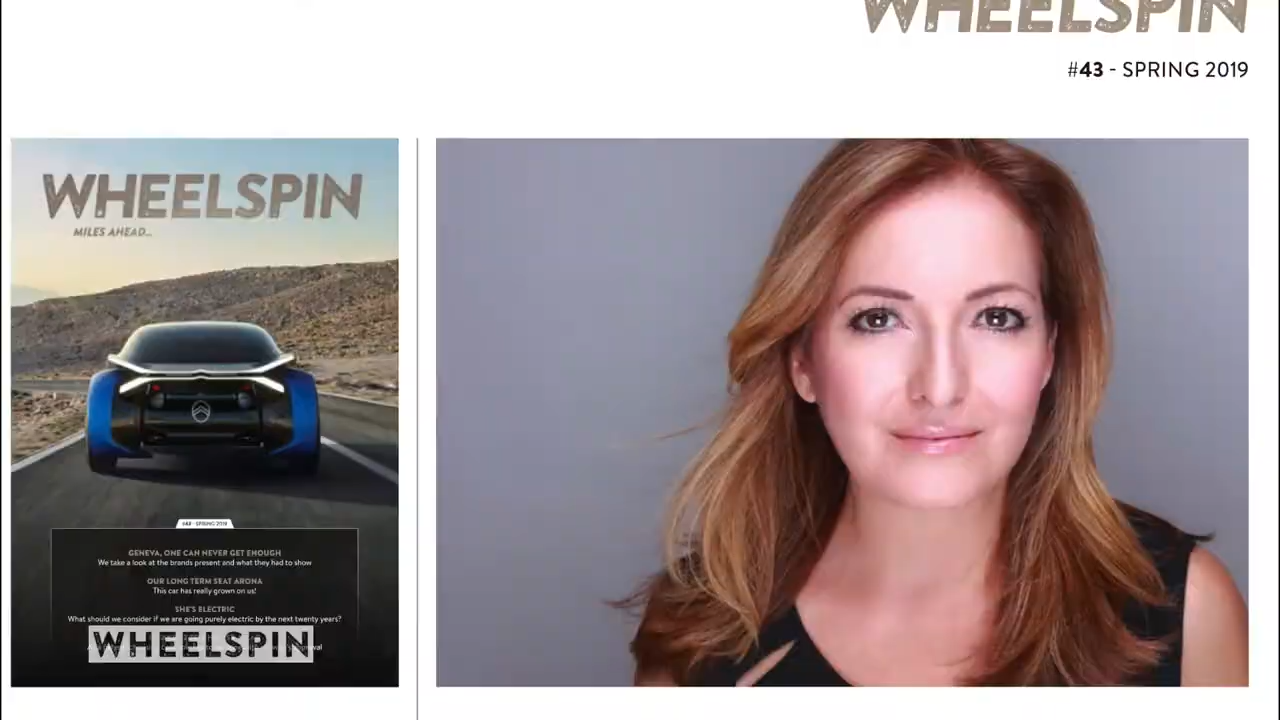 WHEELSPIN
#43 - SPRING 2019
WHEELSPIN
MILES AHEAD...
#43 - SPRING 2019
GENEVA, ONE CAN NEVER GET ENOUGH
We take a look at the brands present and what they had to show
OUR LONG TERM SEAT ARONA
This car has really grown on us!
SHE'S ELECTRIC
What should we consider if we are going purely electric by the next twenty years?
WHEELSPIN